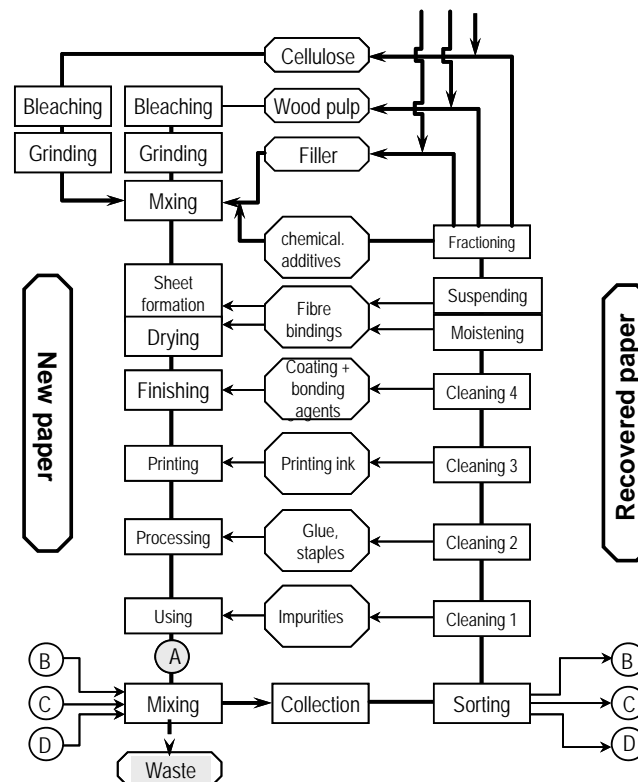 Cellulose
Bleaching
Bleaching
Wood pulp
Grinding
Grinding
Filler
Mxing
chemical.
additives
Fractioning
Sheet
formation
Suspending
Fibre
bindings
Drying
Moistening
Finishing
Coating +
bonding
agents
Cleaning 4
New paper
Recovered paper
Printing
Printing ink
Cleaning 3
Processing
Glue,
staples
Cleaning 2
Using
Impurities
Cleaning 1
A
B
B
C
Mixing
Collection
Sorting
C
D
D
Waste